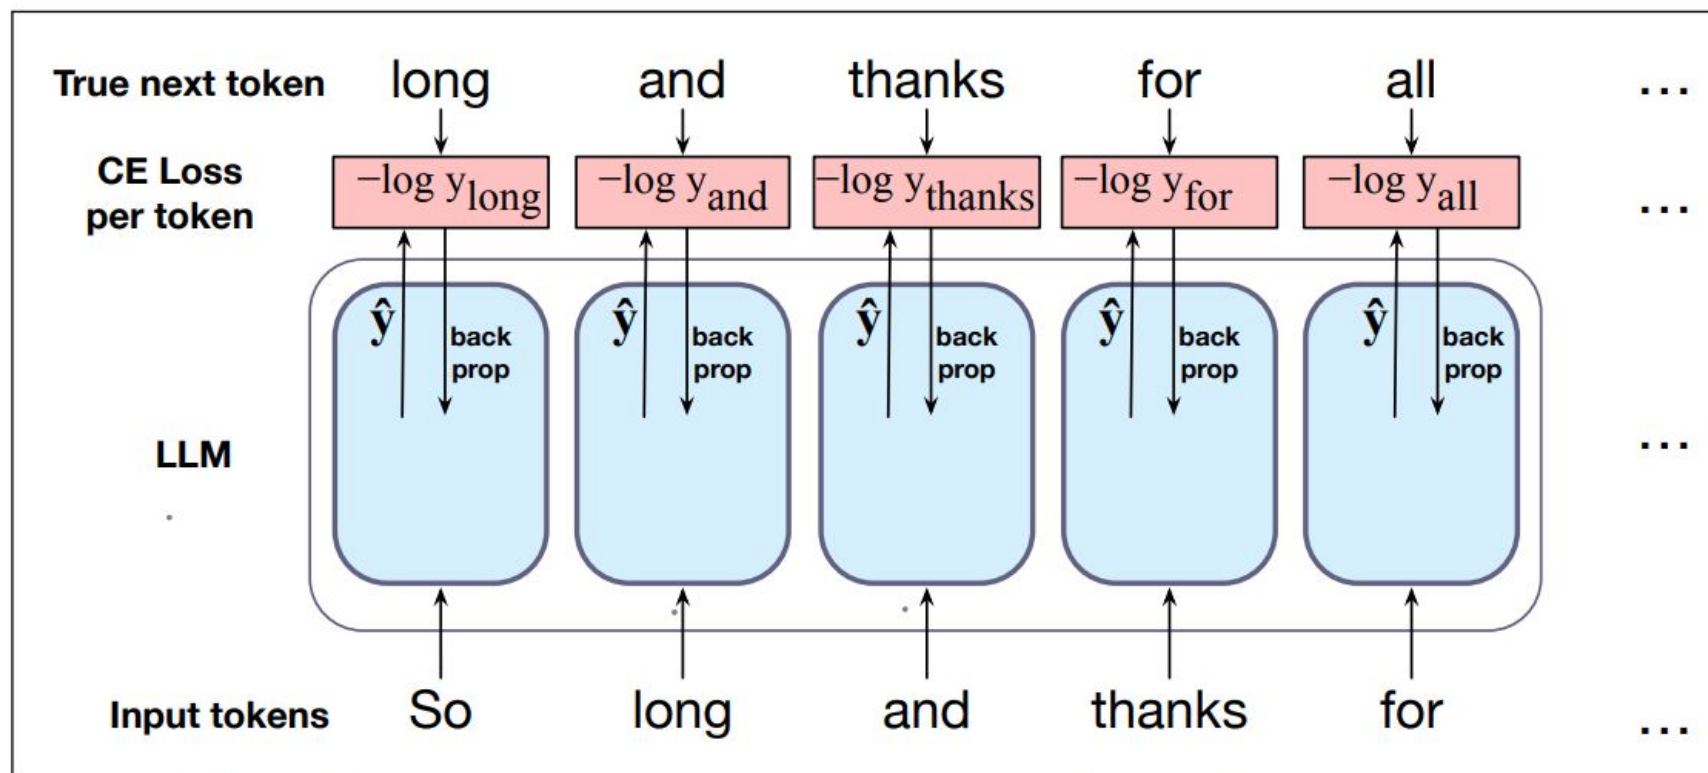 True next token long and thanks for all ...
CE Loss per token −log y_long −log y_and −log y_thanks −log y_for −log y_all ...
ŷ back prop ŷ back prop ŷ back prop ŷ back prop ŷ back prop
LLM ...
Input tokens So long and thanks for ...